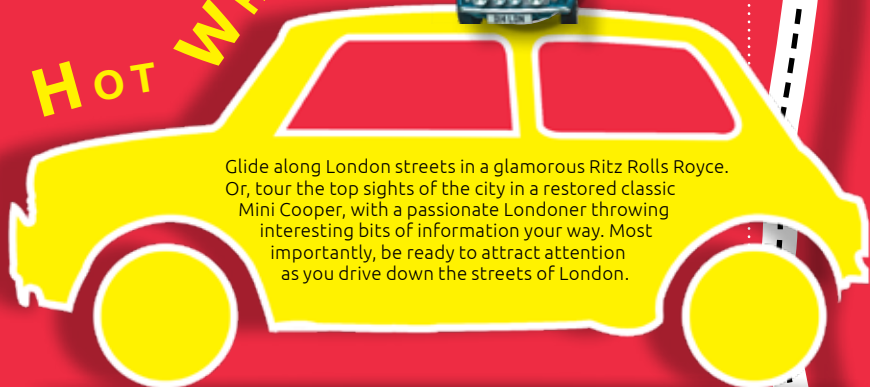 HOT
Glide along London streets in a glamorous Ritz Rolls Royce.
Or, tour the top sights of the city in a restored classic
Mini Cooper, with a passionate Londoner throwing
interesting bits of information your way. Most
importantly, be ready to attract attention
as you drive down the streets of London.